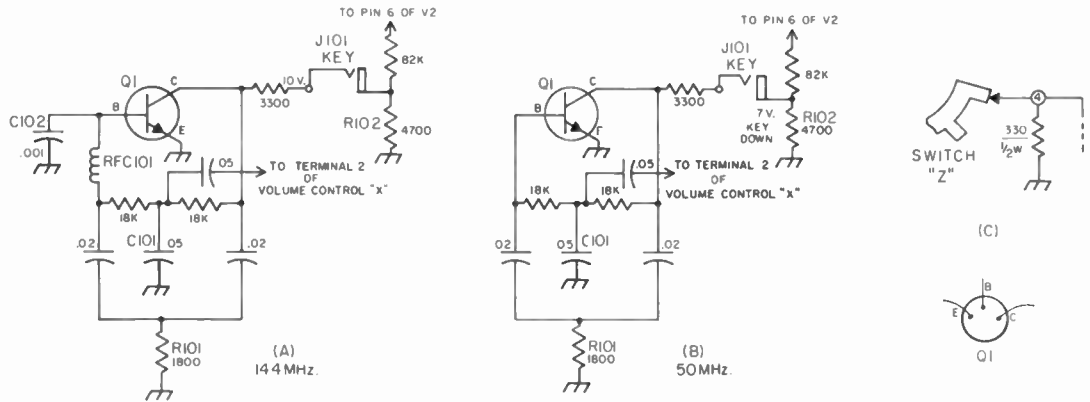 TO PIN 6 OF V2
J101
KEY
82K
Q1
C
B
E
10 V.
3300
R102
4700
C102
.001
RFC101
.05
TO TERMINAL 2
OF
VOLUME CONTROL "X"
18K
18K
.02
C101
.05
.02
R101
1800
(A)
144 MHz.
TO PIN 6 OF V2
J101
KEY
82K
Q1
C
B
3300
7 V.
KEY
DOWN
R102
4700
.05
TO TERMINAL 2
OF
VOLUME CONTROL "X"
18K
18K
.02
C101
.05
.02
R101
1800
(B)
50 MHz.
4
330
1/2W
SWITCH
"Z"
(C)
B
E
C
Q1